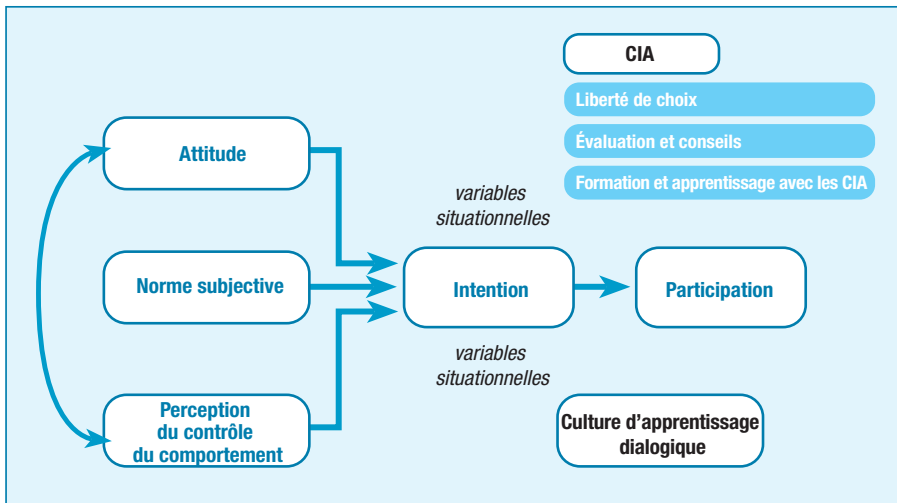 CIA
Liberté de choix
Évaluation et conseils
Formation et apprentissage avec les CIA
Attitude
variables
situationnelles
Norme subjective
Intention
Participation
variables
situationnelles
Perception
du contrôle
du comportement
Culture d'apprentissage
dialogique